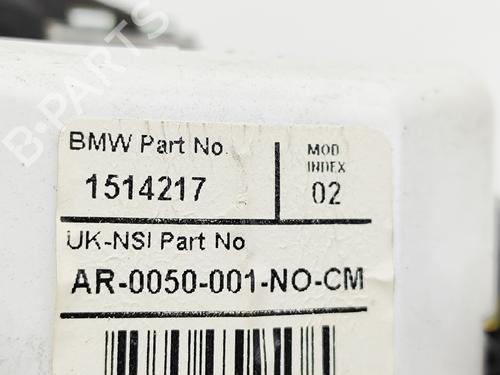 B-PARTS
BMW Part No.
1514217
MOD
INDEX
02
UK-NSI Part No
AR-0050-001-NO-CM